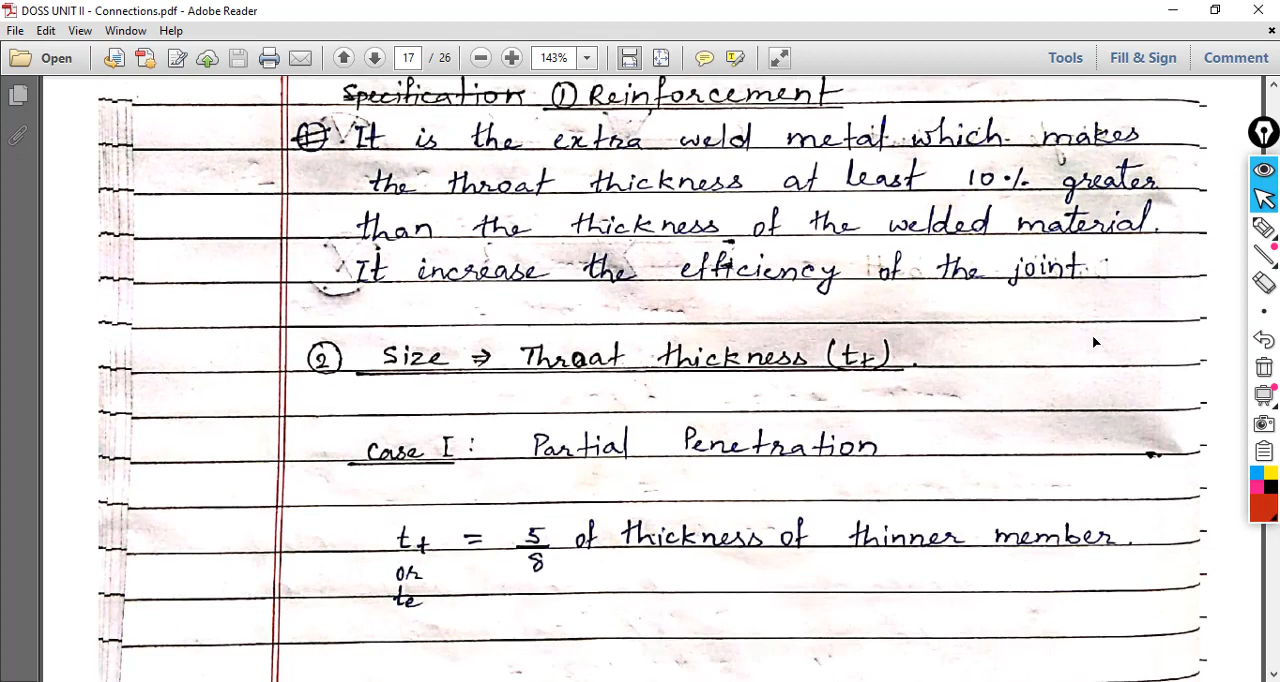 DOSS UNIT II - Connections.pdf - Adobe Reader
File Edit View Window Help
Open 17 / 26 143% Tools Fill & Sign Comment
Specification ① Reinforcement
It is the extra weld metal which makes
the throat thickness at least 10% greater
than the thickness of the welded material.
It increase the efficiency of the joint.
② Size ⇒ Throat thickness (tt).
Case I : Partial Penetration
tt = 5/8 of thickness of thinner member.
or
te